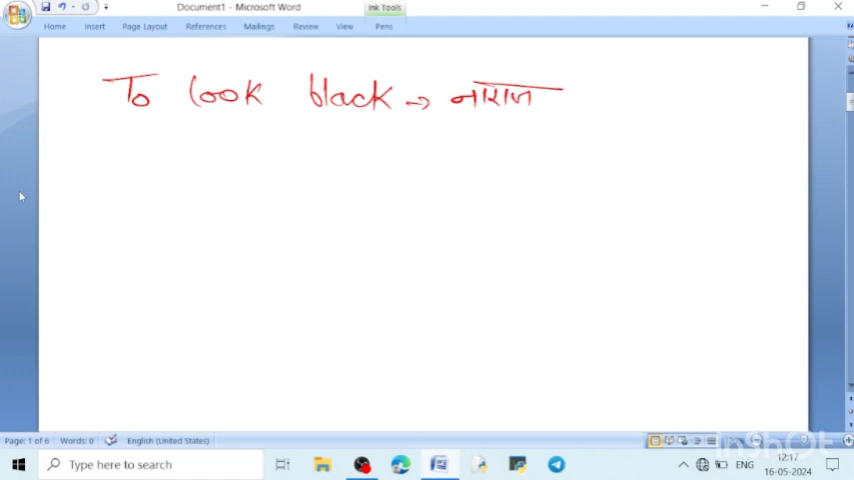 Document1 - Microsoft Word
Ink Tools
Home Insert Page Layout References Mailings Review View Pens
To look black → नाराज
Page: 1 of 6 Words: 0 English (United States)
InShOt
Type here to search
ENG
12:17
16-05-2024